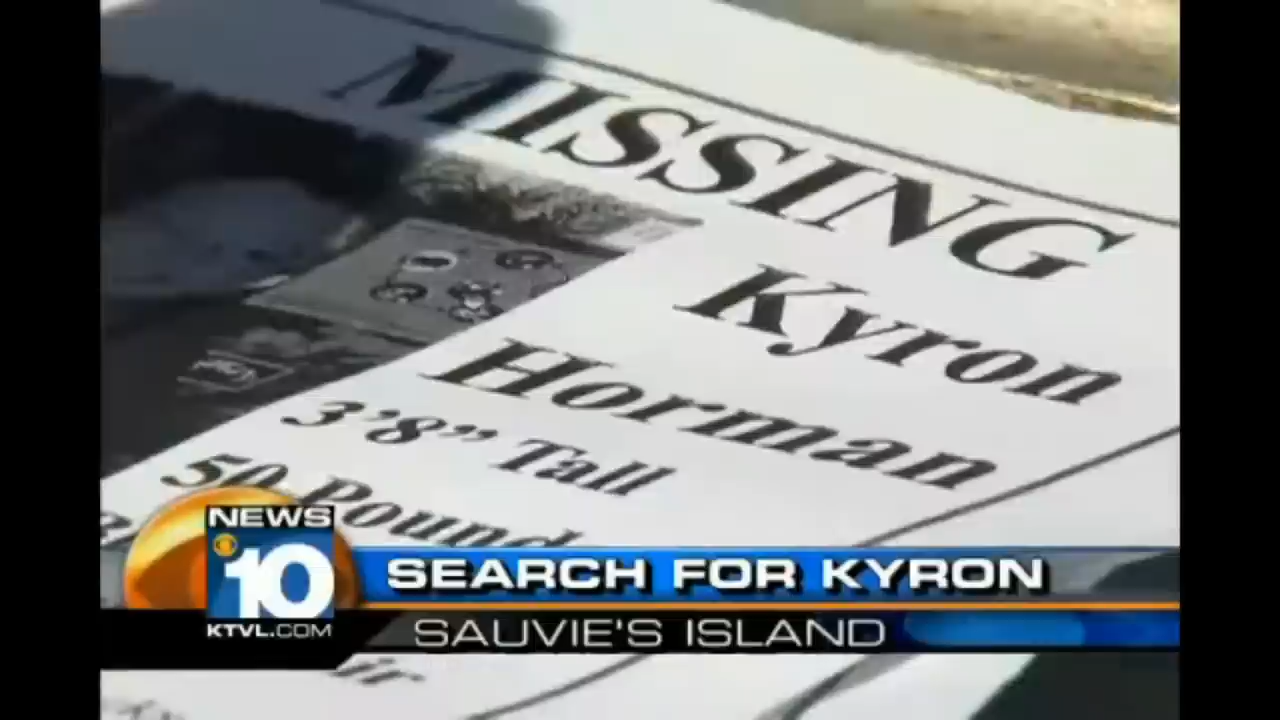 MISSING
Kyron
Horman
3'8” Tall
50 Pound
NEWS
10
KTVL.COM
SEARCH FOR KYRON
SAUVIE'S ISLAND